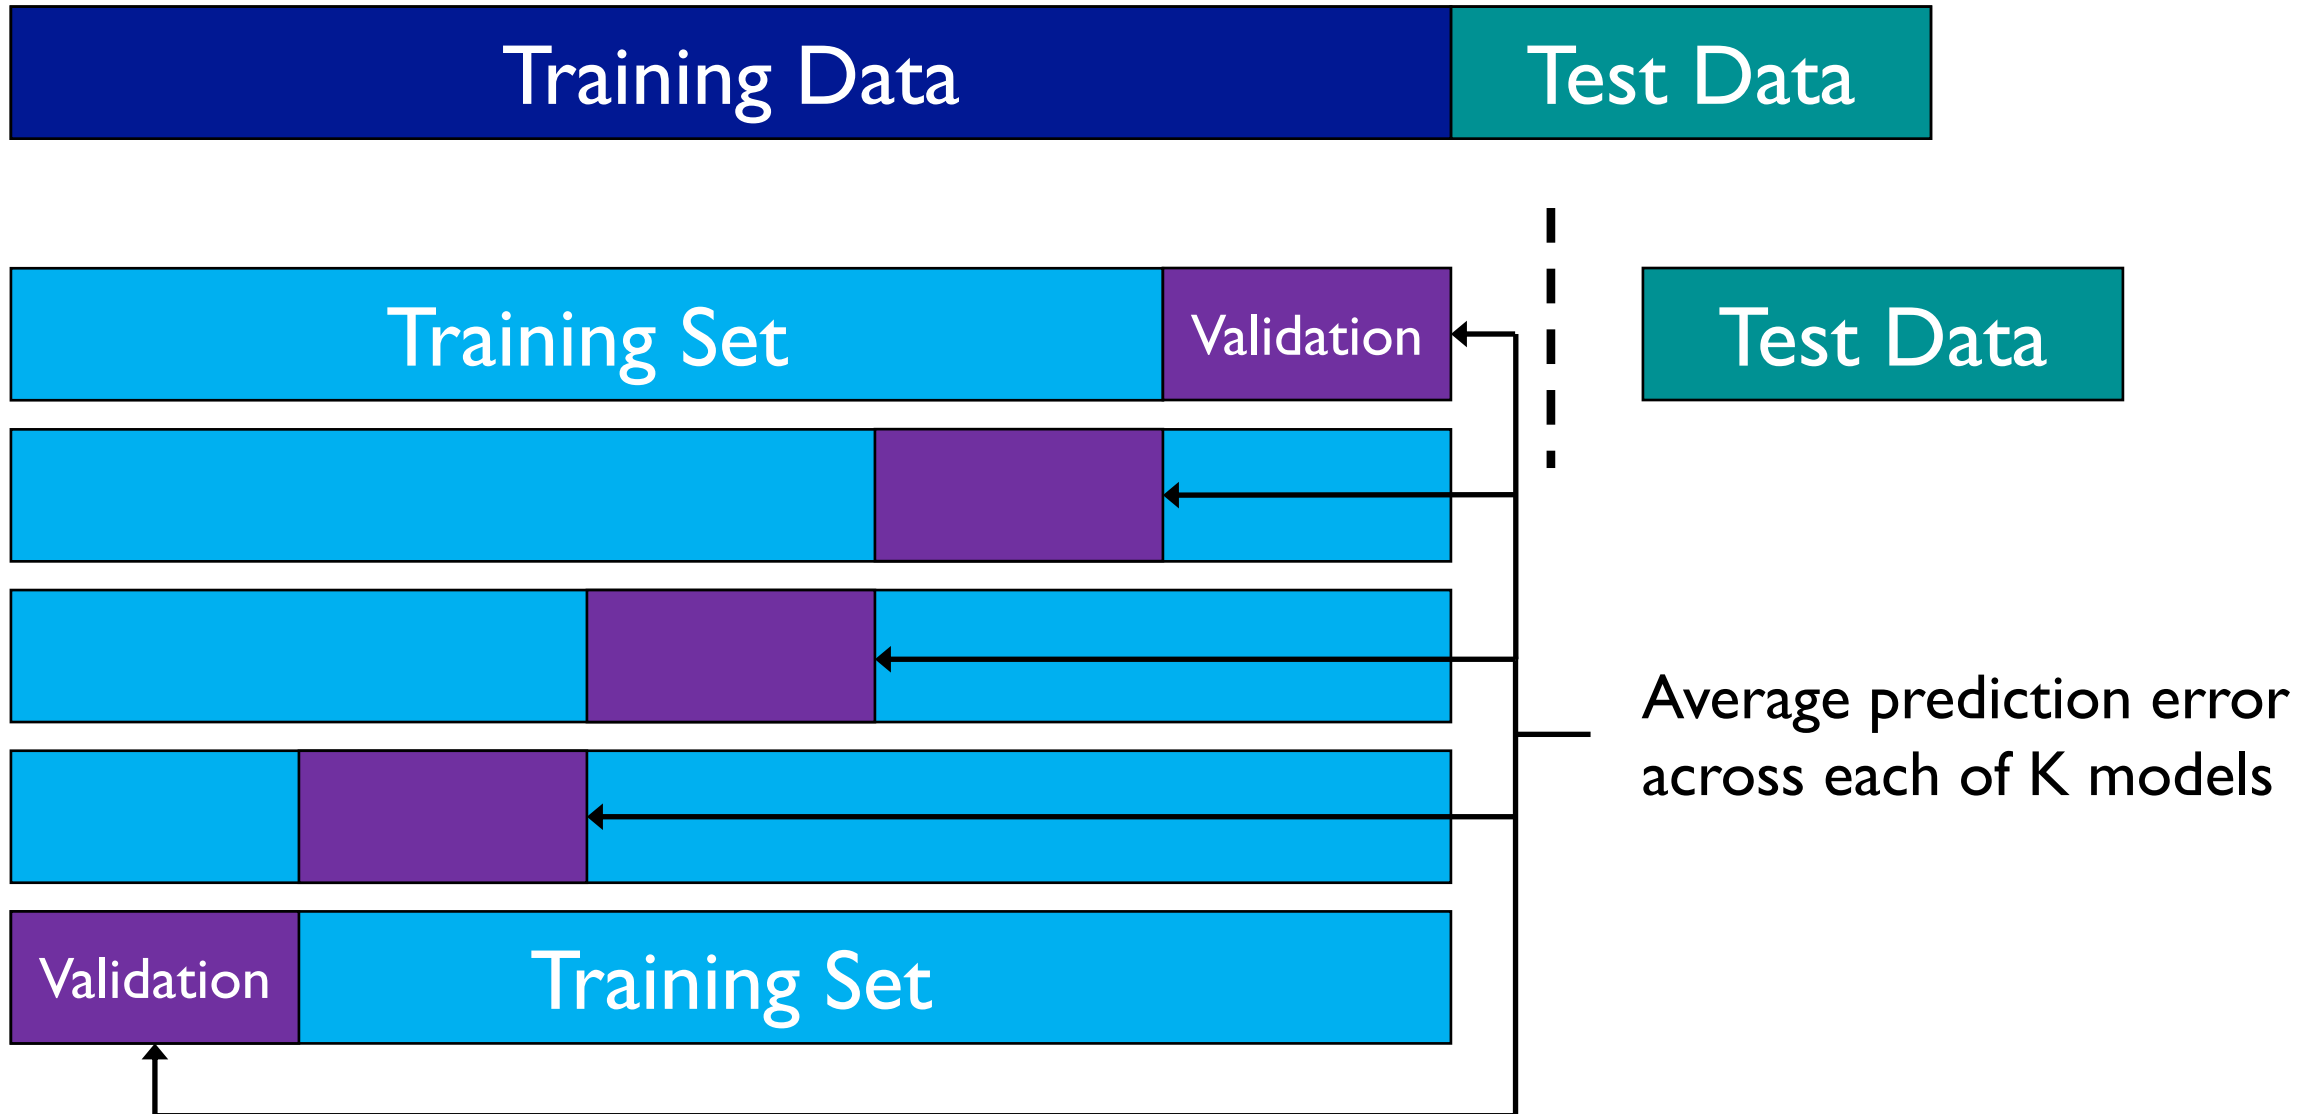 Training Data
Test Data
Training Set
Validation
Test Data
Average prediction error
across each of K models
Validation
Training Set